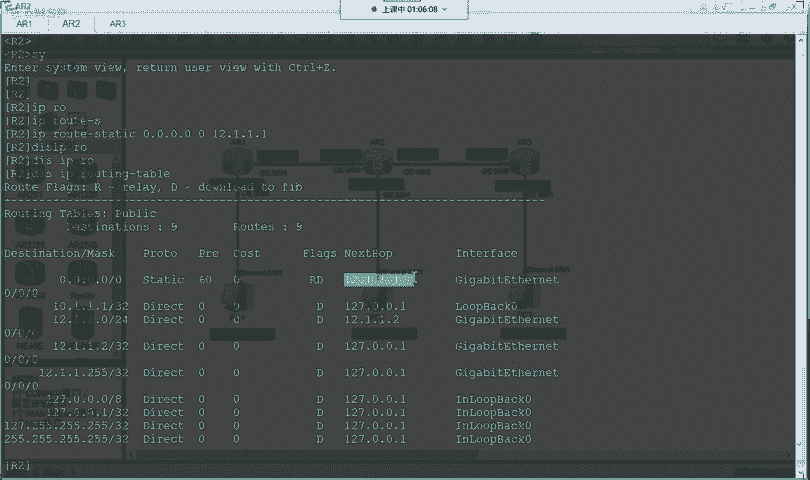 AR2
上课中 01:06:08
AR1 AR2 AR3
<R2>
<R2>sy
Enter system view, return user view with Ctrl+Z.
[R2]
[R2]
[R2]ip ro
[R2]ip route-s
[R2]ip route-static 0.0.0.0 0 12.1.1.1
[R2]disip ro
[R2]dis ip ro
[R2]dis ip routing-table
Route Flags: R - relay, D - download to fib
Routing Tables: Public
Destinations : 9 Routes : 9
Destination/Mask Proto Pre Cost Flags NextHop Interface
0.0.0.0/0 Static 60 0 RD GigabitEthernet
0/0/0
10.1.1.1/32 Direct 0 0 D 127.0.0.1 LoopBack0
12.1.1.0/24 Direct 0 0 D 12.1.1.2 GigabitEthernet
0/0/0
12.1.1.2/32 Direct 0 0 D 127.0.0.1 GigabitEthernet
0/0/0
12.1.1.255/32 Direct 0 0 D 127.0.0.1 GigabitEthernet
0/0/0
127.0.0.0/8 Direct 0 0 D 127.0.0.1 InLoopBack0
127.0.0.1/32 Direct 0 0 D 127.0.0.1 InLoopBack0
127.255.255.255/32 Direct 0 0 D 127.0.0.1 InLoopBack0
255.255.255.255/32 Direct 0 0 D 127.0.0.1 InLoopBack0
[R2]